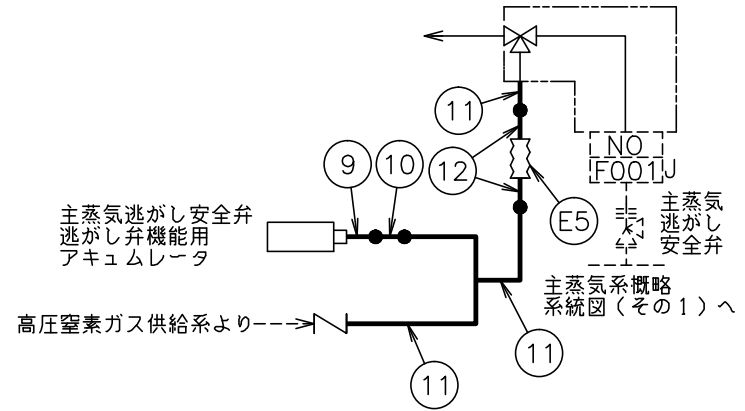 11
NO
F001J
9
10
12
E5
主蒸気
逃がし
安全弁
主蒸気逃がし安全弁
逃がし弁機能用
アキュムレータ
主蒸気系概略
系統図(その1)へ
高圧窒素ガス供給系より
11
11